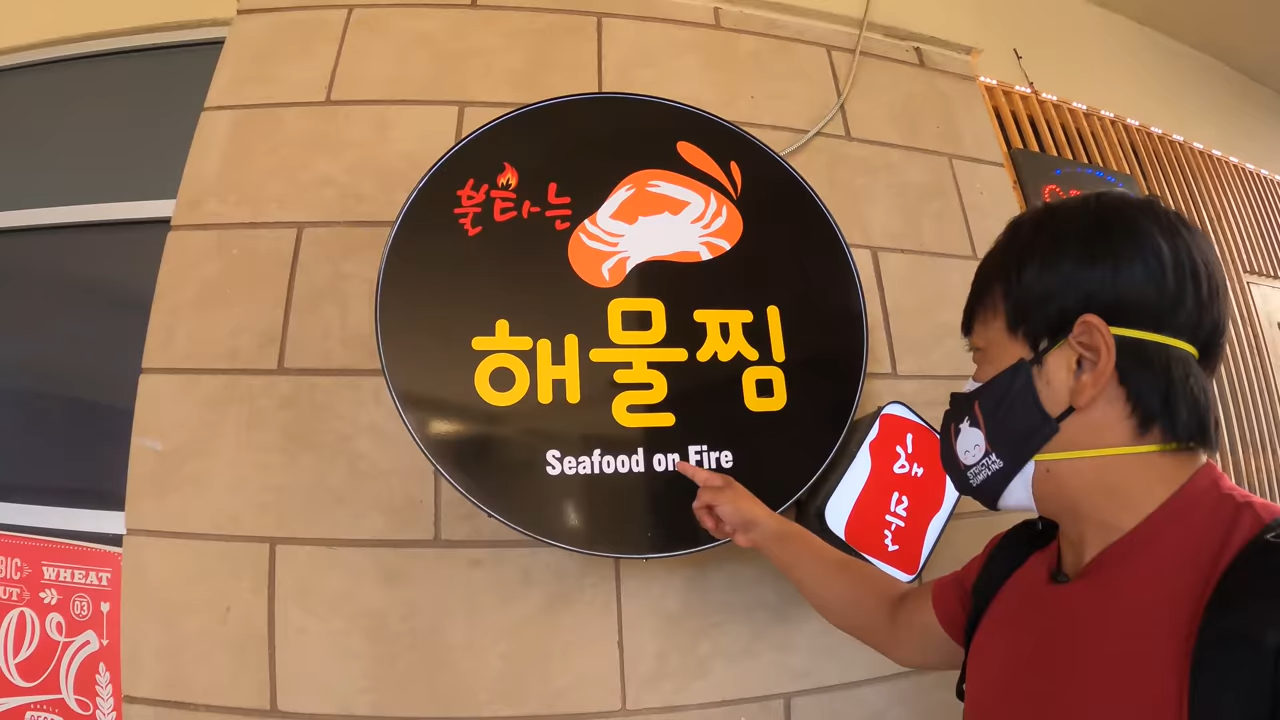 불타는
해물찜
Seafood on Fire
해물
STRICTLY
DUMPLING
WHEAT
03